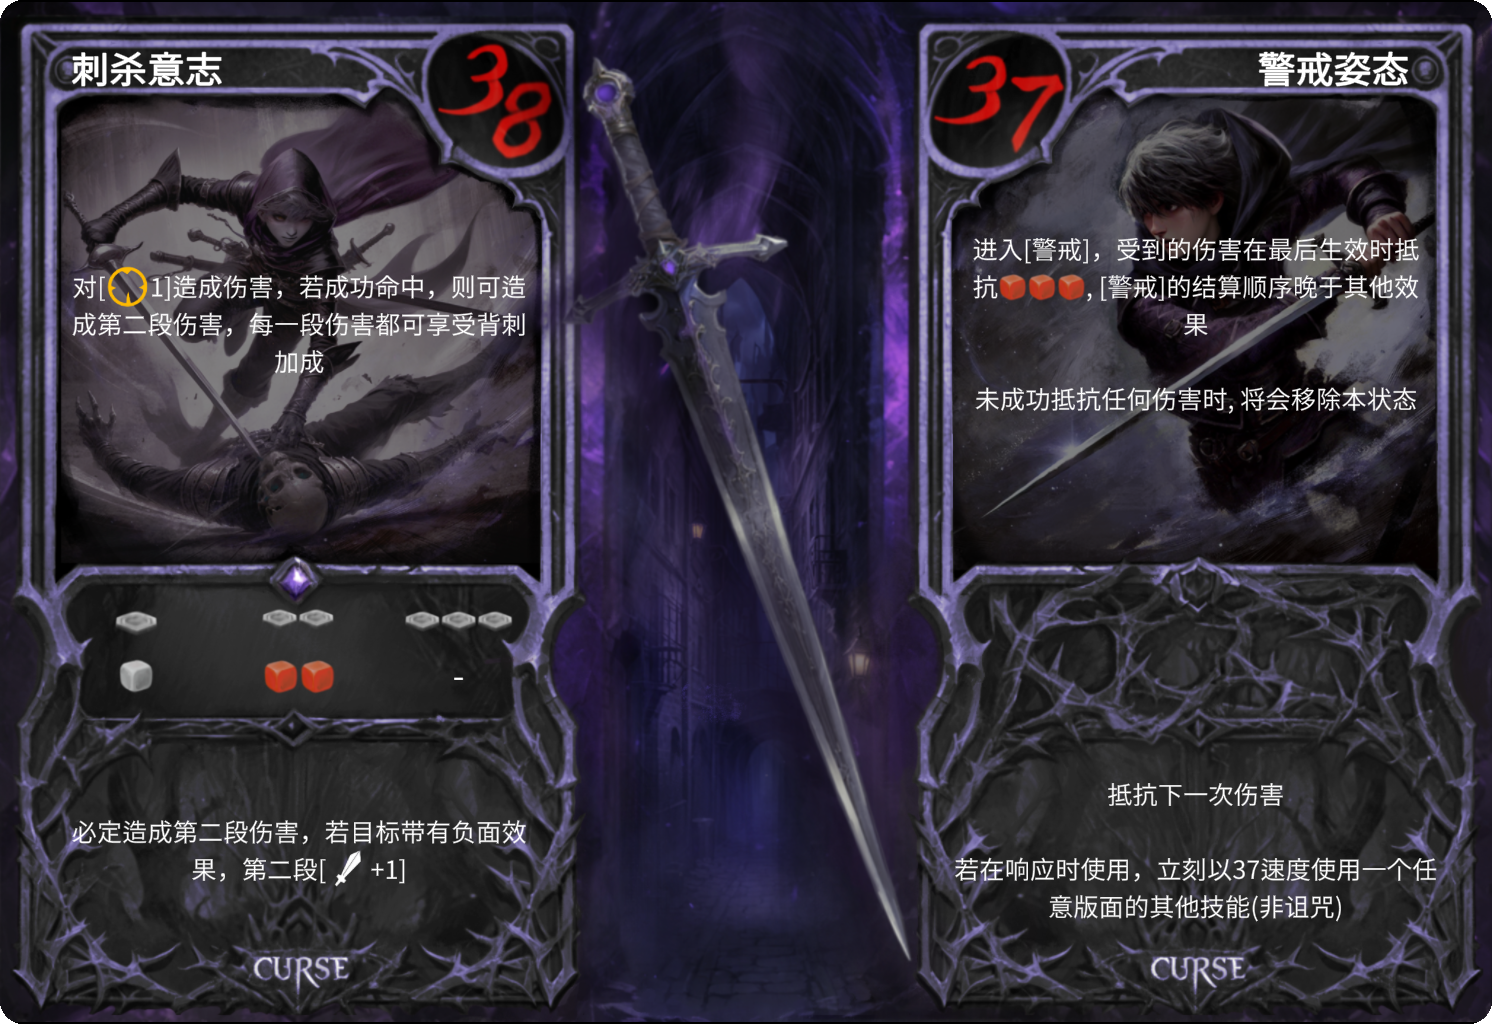 刺杀意志
38
对[1]造成伤害，若成功命中，则可造
成第二段伤害，每一段伤害都可享受背刺
加成
-
必定造成第二段伤害，若目标带有负面效
果，第二段[+1]
CURSE
37
警戒姿态
进入[警戒]，受到的伤害在最后生效时抵
抗, [警戒]的结算顺序晚于其他效
果
未成功抵抗任何伤害时, 将会移除本状态
抵抗下一次伤害
若在响应时使用，立刻以37速度使用一个任
意版面的其他技能(非诅咒)
CURSE